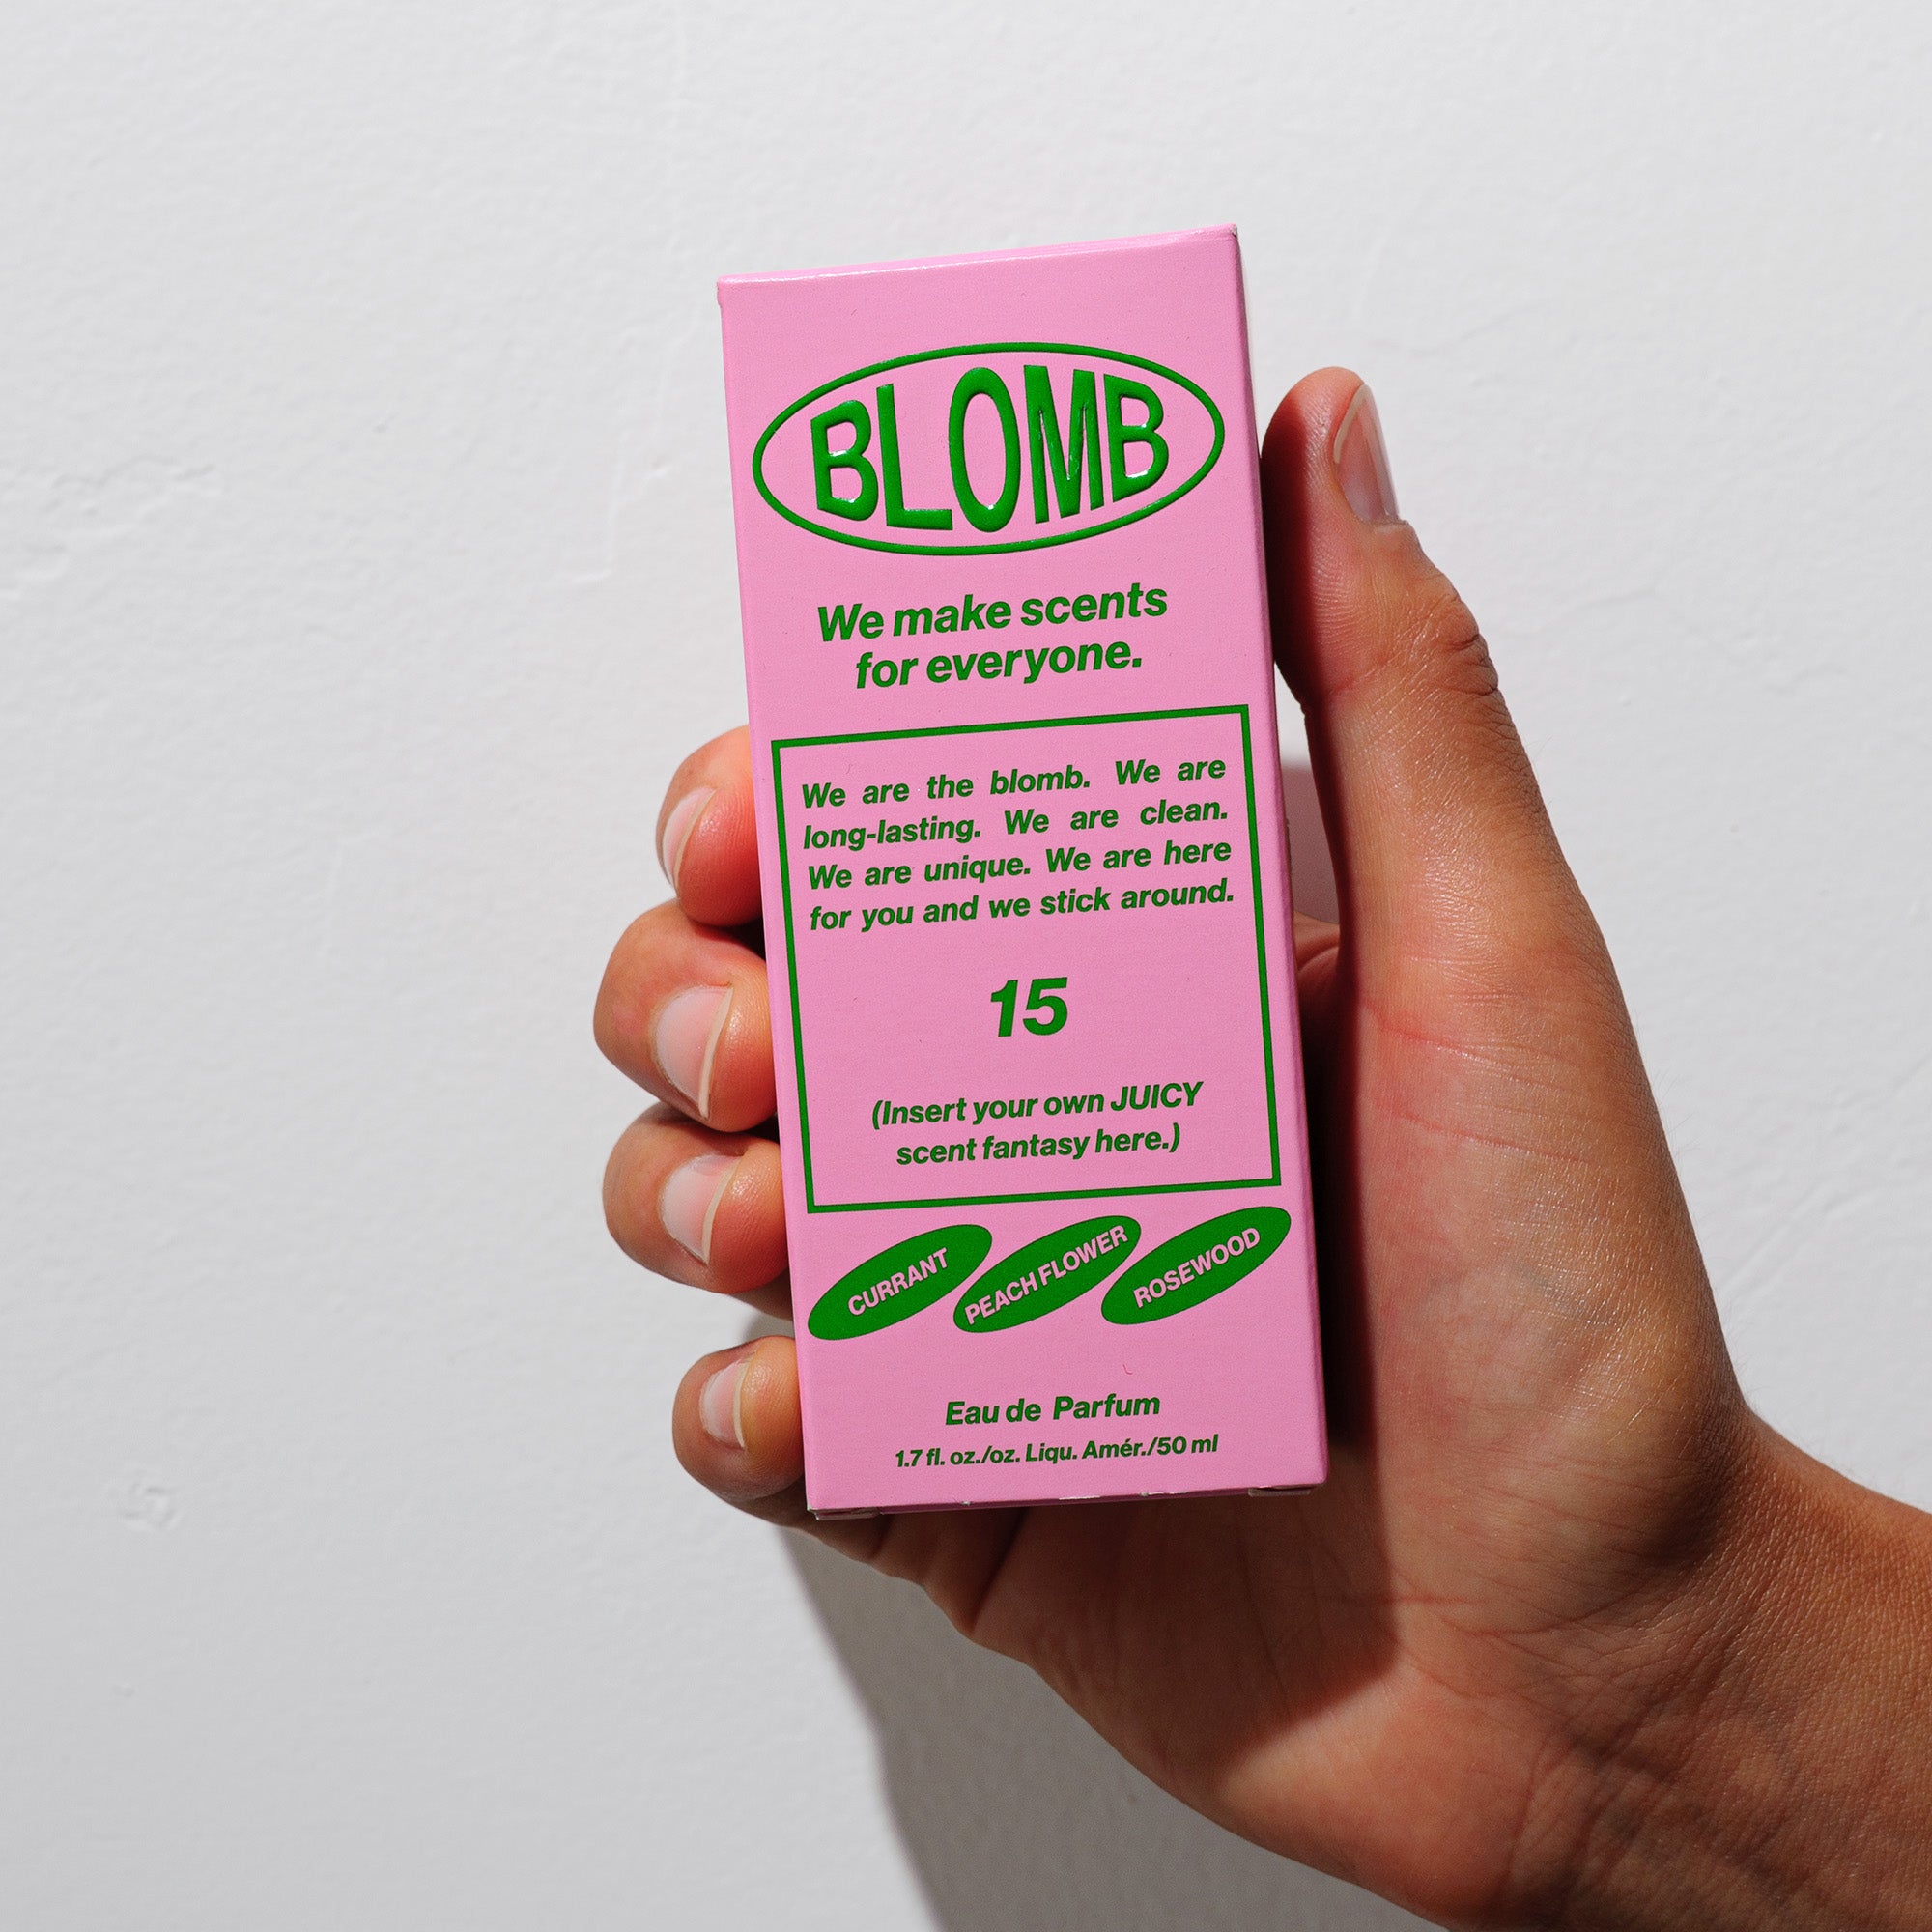 BLOMB
We make scents
for everyone.
We are the blomb. We are
long-lasting. We are clean.
We are unique. We are here
for you and we stick around.
15
(Insert your own JUICY
scent fantasy here.)
CURRANT
PEACH FLOWER
ROSEWOOD
Eau de Parfum
1.7 fl. oz./oz. Liqu. Amér./50 ml